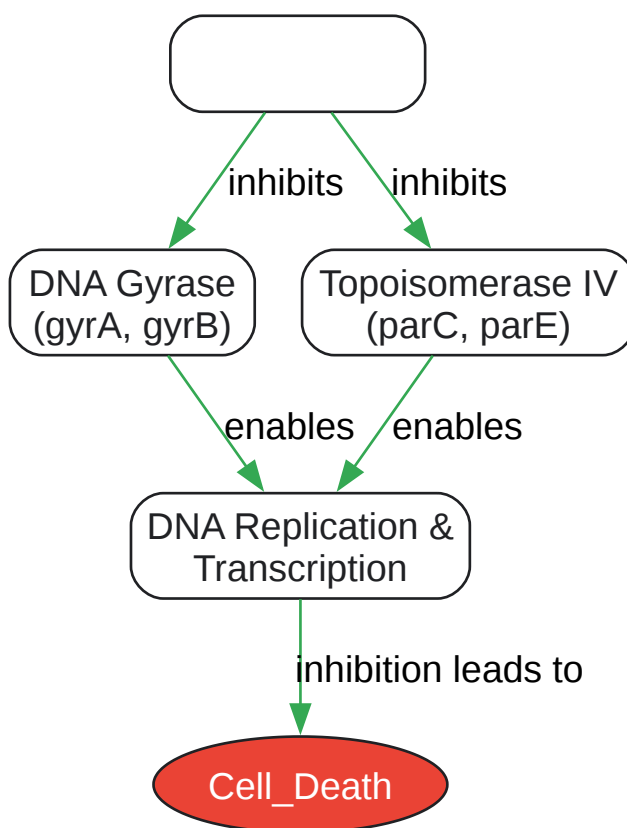 inhibits
inhibits
DNA Gyrase
(gyrA, gyrB)
Topoisomerase IV
(parC, parE)
enables
enables
DNA Replication &
Transcription
inhibition leads to
Cell_Death